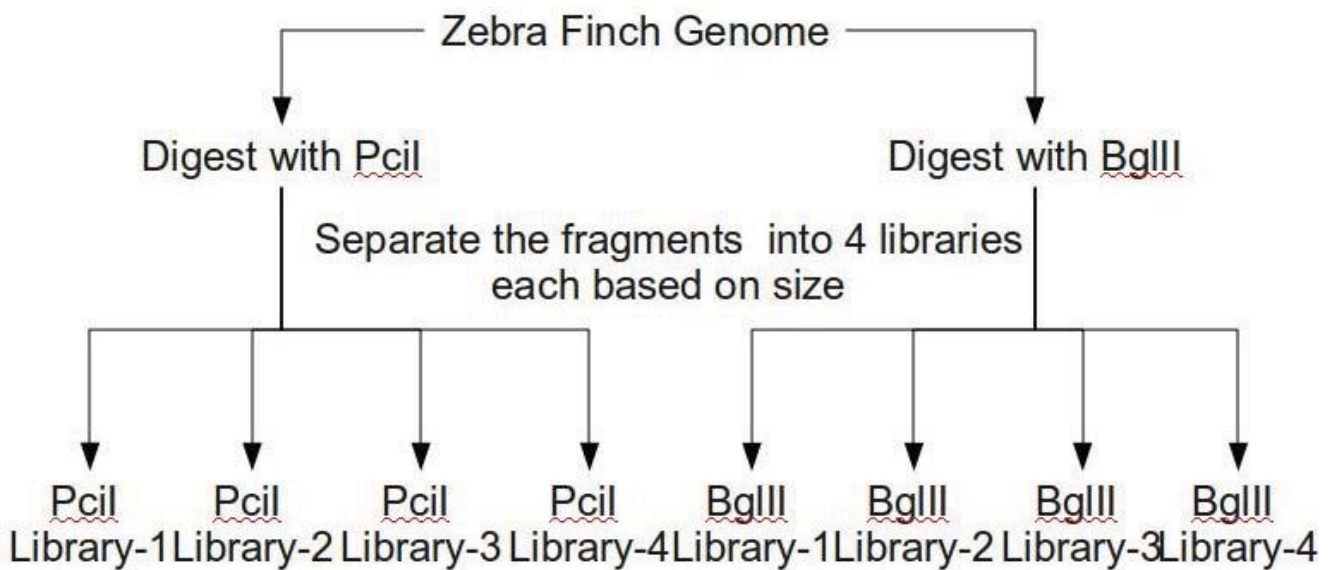 Zebra Finch Genome
Digest with PciI
Digest with BglII
Separate the fragments into 4 libraries
each based on size
PciI
Library-1
PciI
Library-2
PciI
Library-3
PciI
Library-4
BglII
Library-1
BglII
Library-2
BglII
Library-3
BglII
Library-4